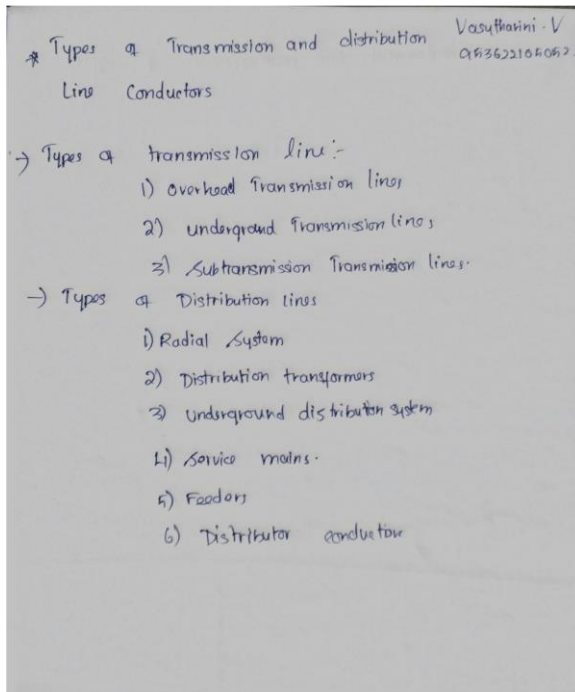 * Types of Transmission and distribution
Line Conductors
Vasutharini. V
953622105052
-> Types of transmission line:-
1) overhead Transmission lines
2) underground Transmission lines
3) Subtransmission Transmission lines.
-> Types of Distribution lines
1) Radial System
2) Distribution transformers
3) underground distribution system
4) Service mains.
5) Feeders
6) Distributor conductor